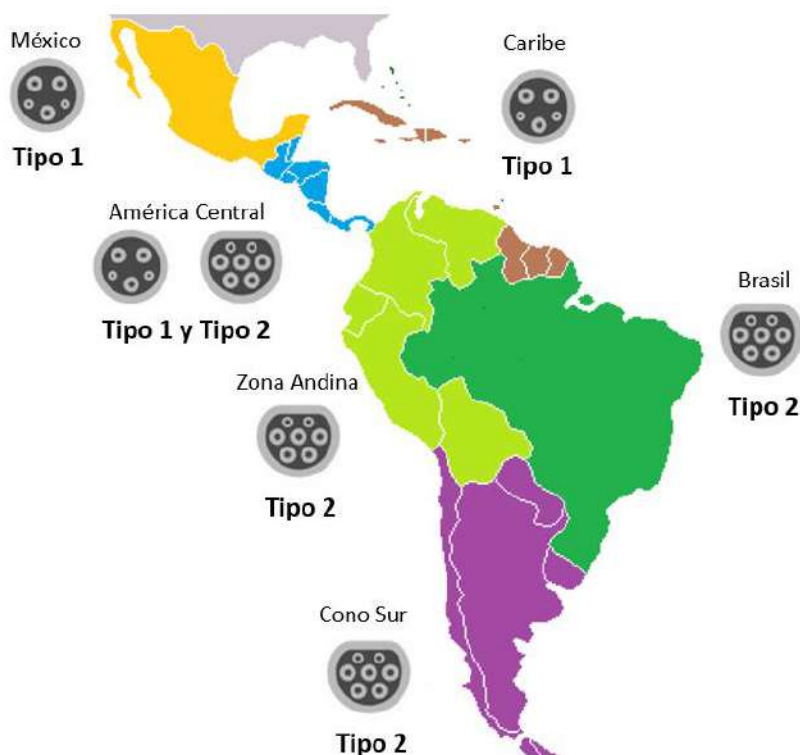 México
Tipo 1
Caribe
Tipo 1
América Central
Tipo 1 y Tipo 2
Brasil
Tipo 2
Zona Andina
Tipo 2
Cono Sur
Tipo 2